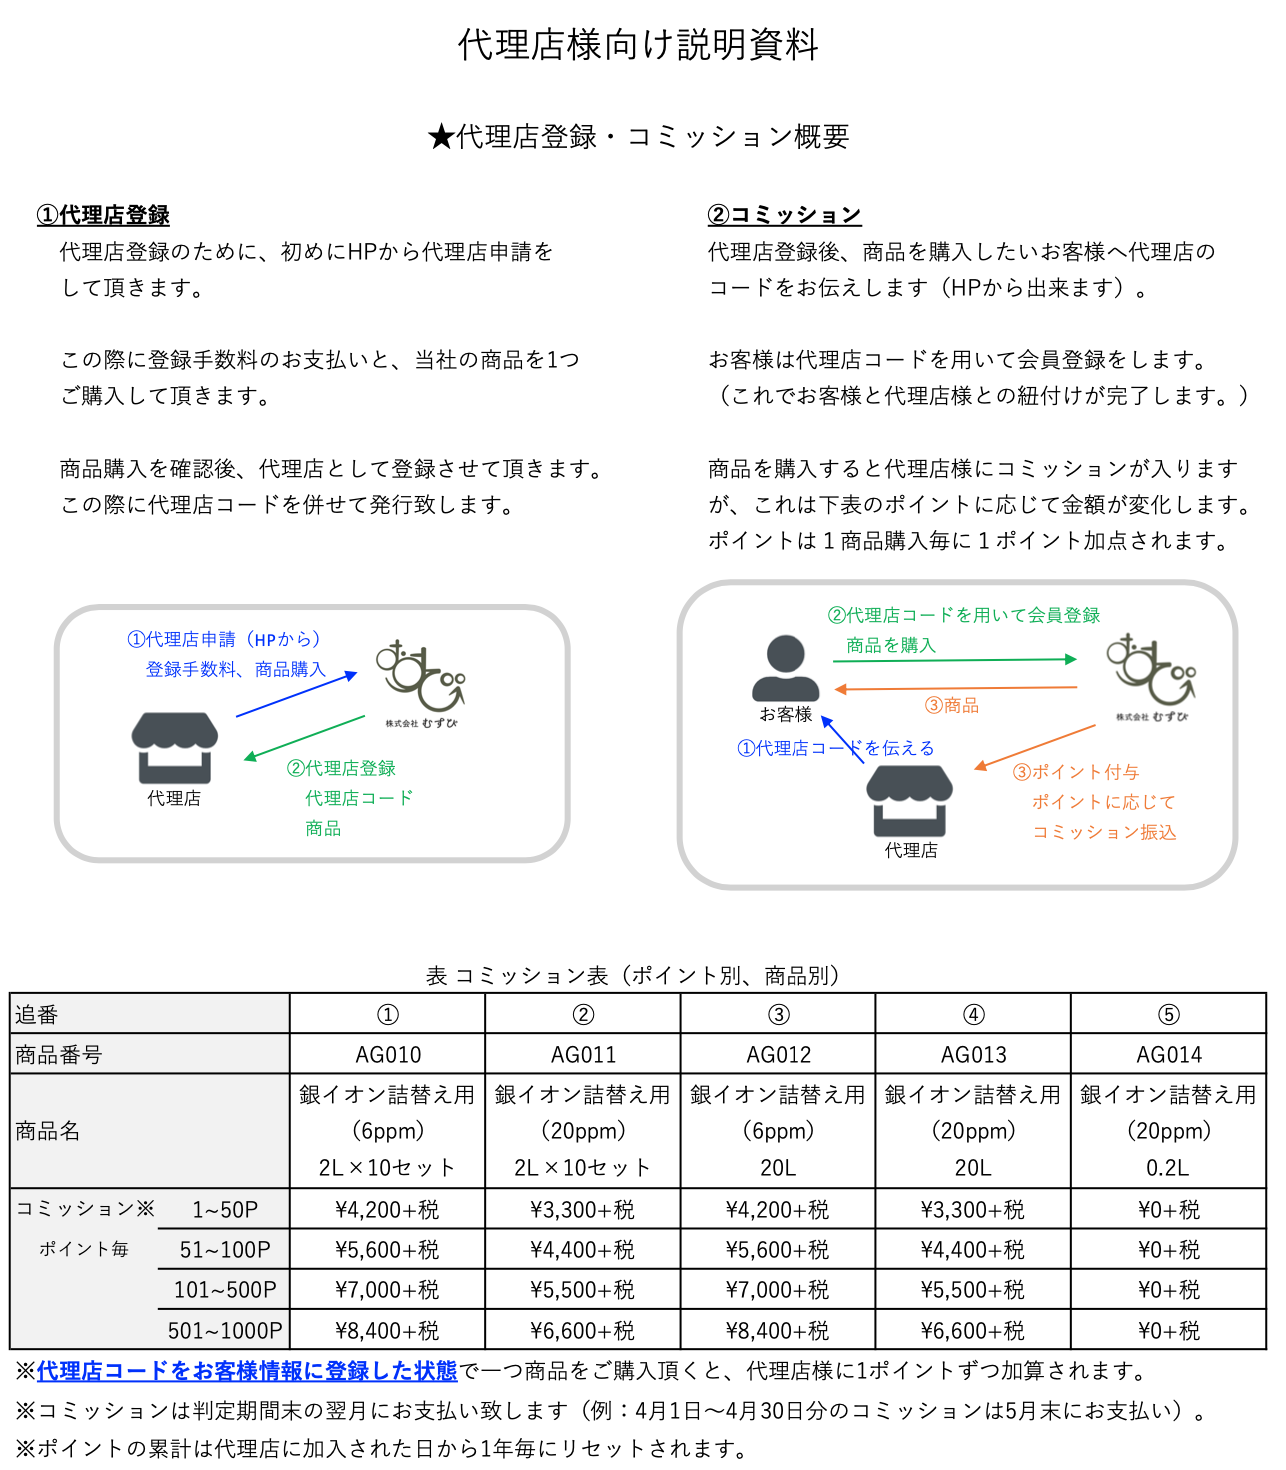 代理店様向け説明資料
★代理店登録・コミッション概要
①代理店登録
代理店登録のために、初めにHPから代理店申請を
して頂きます。
この際に登録手数料のお支払いと、当社の商品を1つ
ご購入して頂きます。
商品購入を確認後、代理店として登録させて頂きます。
この際に代理店コードを併せて発行致します。
②コミッション
代理店登録後、商品を購入したいお客様へ代理店の
コードをお伝えします（HPから出来ます）。
お客様は代理店コードを用いて会員登録をします。
（これでお客様と代理店様との紐付けが完了します。）
商品を購入すると代理店様にコミッションが入ります
が、これは下表のポイントに応じて金額が変化します。
ポイントは１商品購入毎に１ポイント加点されます。
①代理店申請（HPから）
登録手数料、商品購入
むすび
株式会社 むすび
代理店
②代理店登録
代理店コード
商品
②代理店コードを用いて会員登録
商品を購入
むすび
株式会社 むすび
お客様
③商品
①代理店コードを伝える
代理店
③ポイント付与
ポイントに応じて
コミッション振込
表 コミッション表（ポイント別、商品別）
追番 ① ② ③ ④ ⑤
商品番号 AG010 AG011 AG012 AG013 AG014
商品名
銀イオン詰替え用 銀イオン詰替え用 銀イオン詰替え用 銀イオン詰替え用 銀イオン詰替え用
（6ppm） （20ppm） （6ppm） （20ppm） （20ppm）
2L×10セット 2L×10セット 20L 20L 0.2L
コミッション※ 1~50P ¥4,200+税 ¥3,300+税 ¥4,200+税 ¥3,300+税 ¥0+税
ポイント毎 51~100P ¥5,600+税 ¥4,400+税 ¥5,600+税 ¥4,400+税 ¥0+税
101~500P ¥7,000+税 ¥5,500+税 ¥7,000+税 ¥5,500+税 ¥0+税
501~1000P ¥8,400+税 ¥6,600+税 ¥8,400+税 ¥6,600+税 ¥0+税
※代理店コードをお客様情報に登録した状態で一つ商品をご購入頂くと、代理店様に1ポイントずつ加算されます。
※コミッションは判定期間末の翌月にお支払い致します（例：4月1日〜4月30日分のコミッションは5月末にお支払い）。
※ポイントの累計は代理店に加入された日から1年毎にリセットされます。